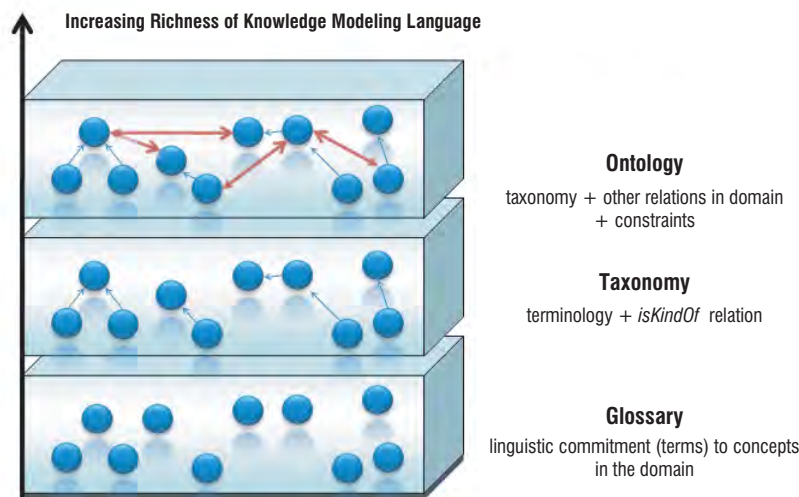 Increasing Richness of Knowledge Modeling Language
Ontology
taxonomy + other relations in domain
+ constraints
Taxonomy
terminology + isKindOf relation
Glossary
linguistic commitment (terms) to concepts
in the domain